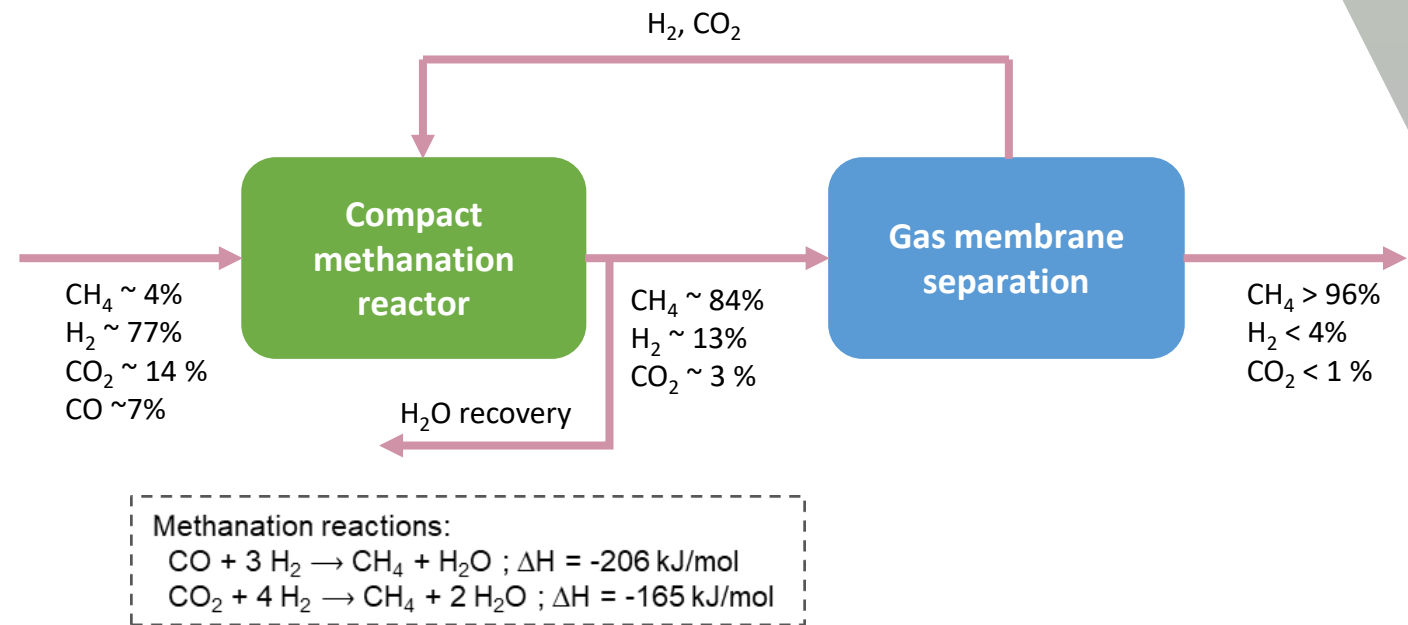 H₂, CO₂
Compact
methanation
reactor
Gas membrane
separation
CH₄ ~ 4%
H₂ ~ 77%
CO₂ ~ 14 %
CO ~7%
CH₄ ~ 84%
H₂ ~ 13%
CO₂ ~ 3 %
CH₄ > 96%
H₂ < 4%
CO₂ < 1 %
H₂O recovery
Methanation reactions:
CO + 3 H₂ → CH₄ + H₂O ; ΔH = -206 kJ/mol
CO₂ + 4 H₂ → CH₄ + 2 H₂O ; ΔH = -165 kJ/mol